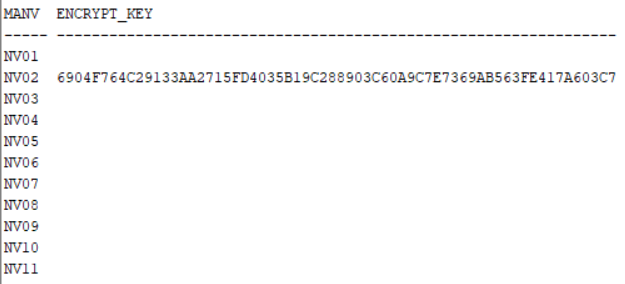 MANV ENCRYPT_KEY
----- ----------------------------------------------------------------
NV01
NV02 6904F764C29133AA2715FD4035B19C288903C60A9C7E7369AB563FE417A603C7
NV03
NV04
NV05
NV06
NV07
NV08
NV09
NV10
NV11